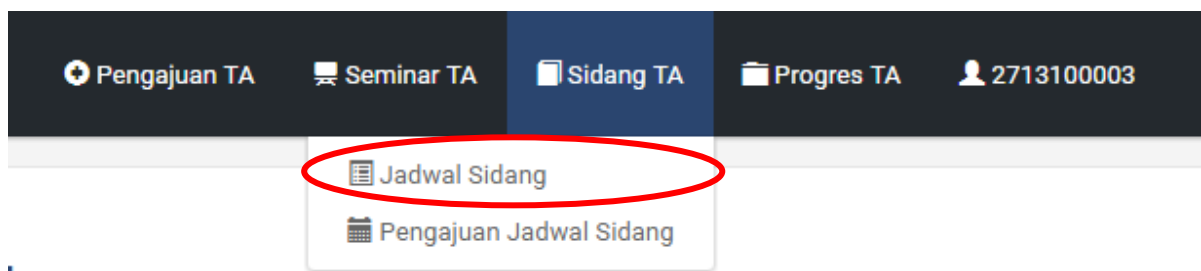 Pengajuan TA Seminar TA Sidang TA Progres TA 2713100003
Jadwal Sidang
Pengajuan Jadwal Sidang